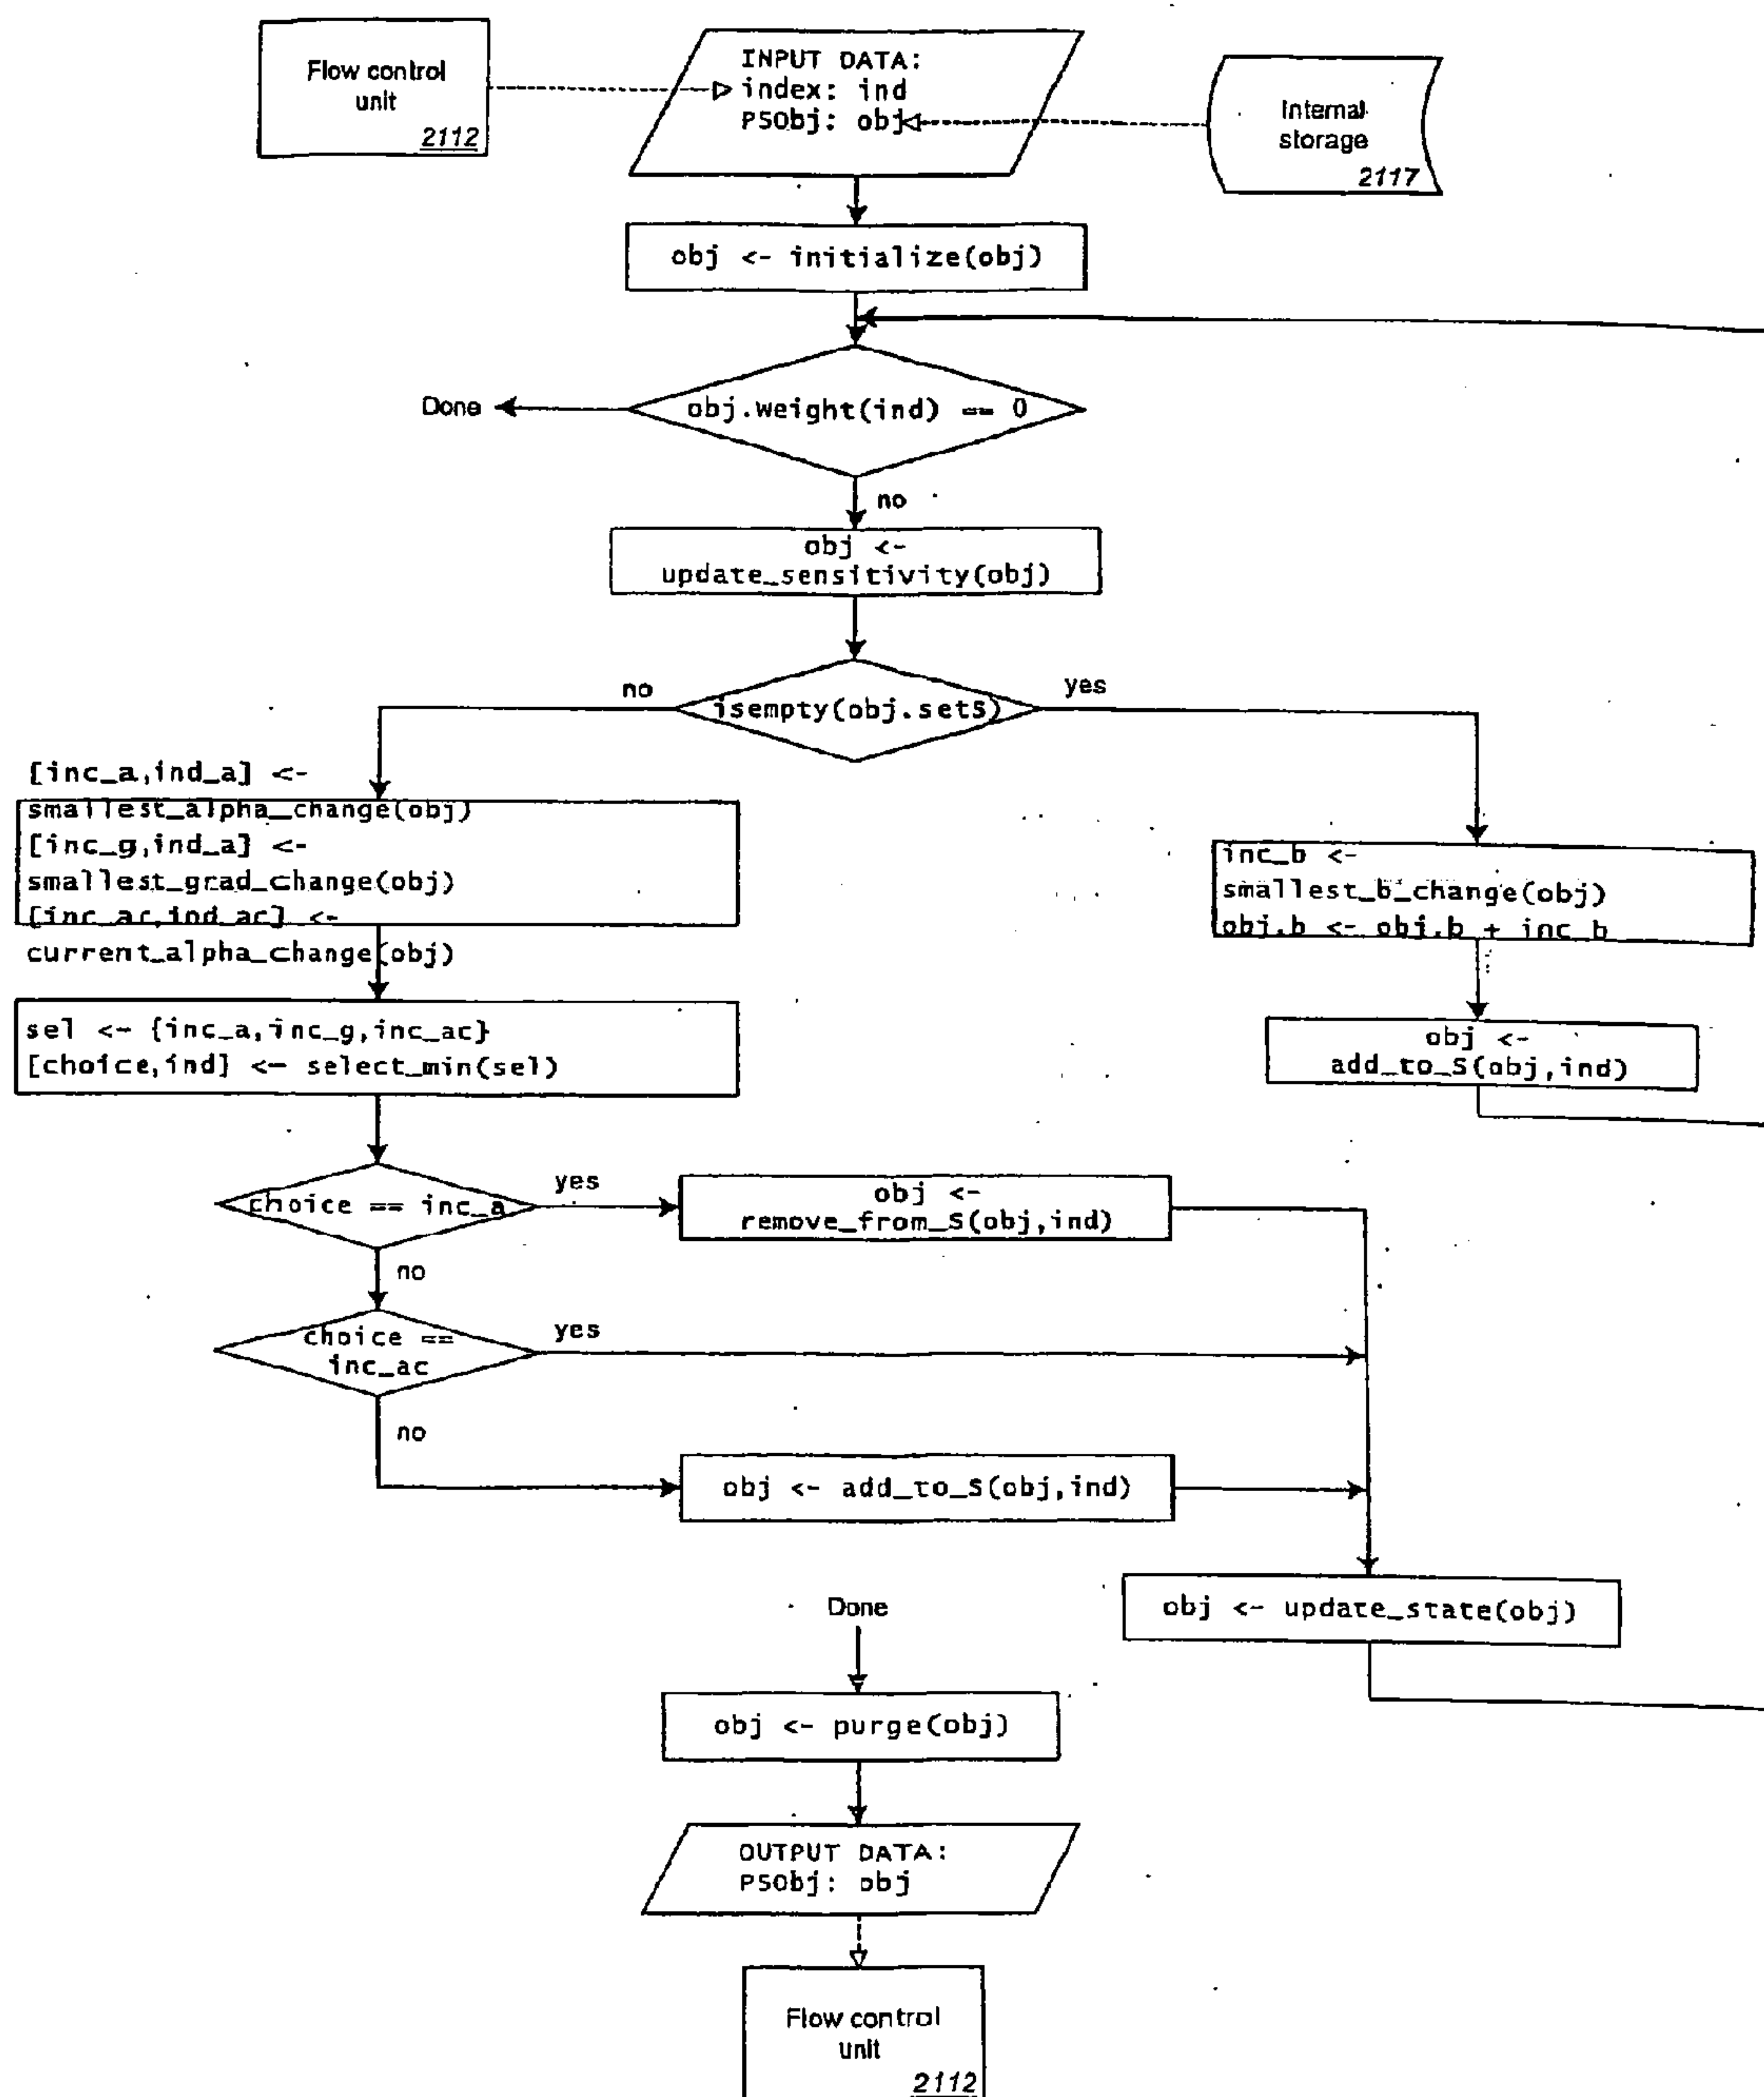 Flow control
unit
2112
INPUT DATA:
index: ind
PSObj: obj
Internal
storage
2117
obj <- initialize(obj)
Done
obj.weight(ind) == 0
no
obj <-
update_sensitivity(obj)
no
isempty(obj.setS)
yes
[inc_a,ind_a] <-
smallest_alpha_change(obj)
[inc_g,ind_a] <-
smallest_grad_change(obj)
[inc_ac,ind_ac] <-
current_alpha_change(obj)
inc_b <-
smallest_b_change(obj)
obj.b <- obj.b + inc_b
sel <- {inc_a,inc_g,inc_ac}
[choice,ind] <- select_min(sel)
obj <-
add_to_S(obj,ind)
choice == inc_a
yes
obj <-
remove_from_S(obj,ind)
no
choice ==
inc_ac
yes
no
obj <- add_to_S(obj,ind)
obj <- update_state(obj)
Done
obj <- purge(obj)
OUTPUT DATA:
PSObj: obj
Flow control
unit
2112